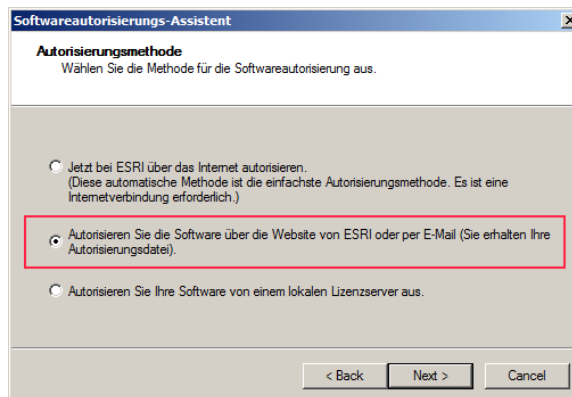 Softwareautorisierungs-Assistent
Autorisierungsmethode
Wählen Sie die Methode für die Softwareautorisierung aus.
Jetzt bei ESRI über das Internet autorisieren.
(Diese automatische Methode ist die einfachste Autorisierungsmethode. Es ist eine
Internetverbindung erforderlich.)
Autorisieren Sie die Software über die Website von ESRI oder per E-Mail (Sie erhalten Ihre
Autorisierungsdatei).
Autorisieren Sie Ihre Software von einem lokalen Lizenzserver aus.
< Back Next > Cancel